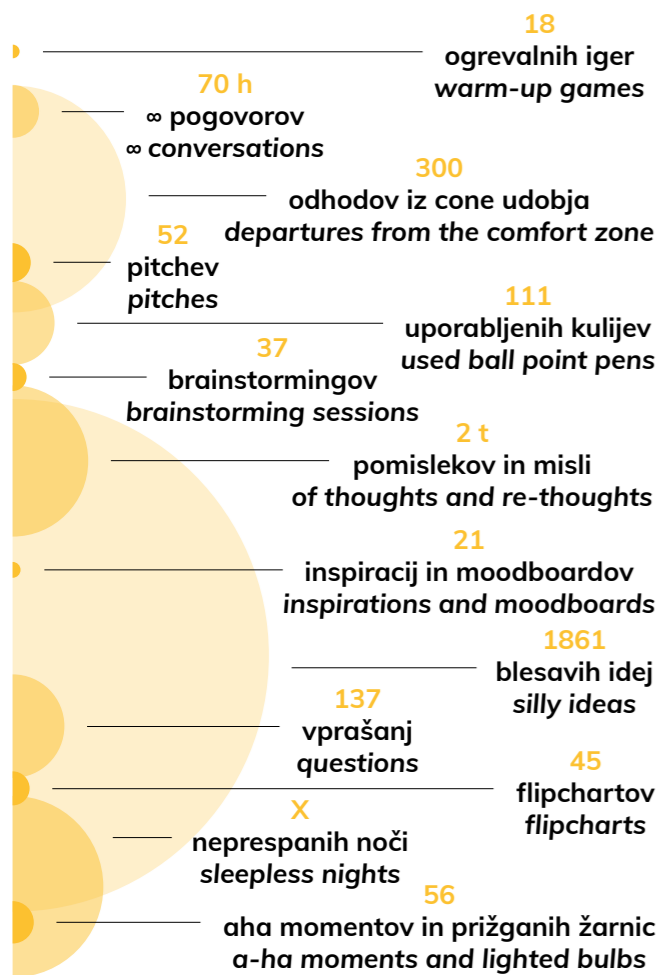 18
ogrevalnih iger
warm-up games
70 h
∞ pogovorov
∞ conversations
300
odhodov iz cone udobja
departures from the comfort zone
52
pitchev
pitches
111
uporabljenih kulijev
used ball point pens
37
brainstormingov
brainstorming sessions
2 t
pomislekov in misli
of thoughts and re-thoughts
21
inspiracij in moodboardov
inspirations and moodboards
1861
blesavih idej
silly ideas
137
vprašanj
questions
45
flipchartov
flipcharts
X
neprespanih noči
sleepless nights
56
aha momentov in prižganih žarnic
a-ha moments and lighted bulbs